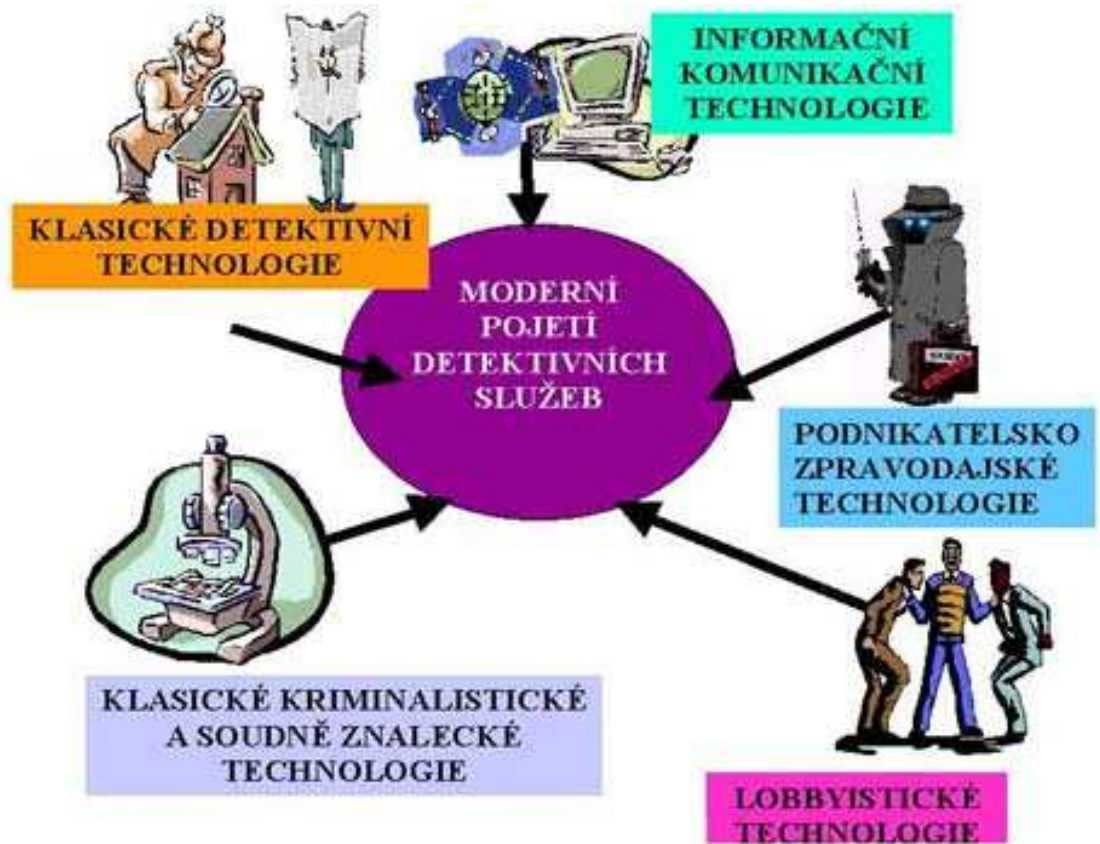 INFORMAČNÍ
KOMUNIKAČNÍ
TECHNOLOGIE
KLASICKÉ DETEKTIVNÍ
TECHNOLOGIE
MODERNÍ
POJETÍ
DETEKTIVNÍCH
SLUŽEB
PODNIKATELSKO
ZPRAVODAJSKÉ
TECHNOLOGIE
KLASICKÉ KRIMINALISTICKÉ
A SOUDNĚ ZNALECKÉ
TECHNOLOGIE
LOBBYISTICKÉ
TECHNOLOGIE